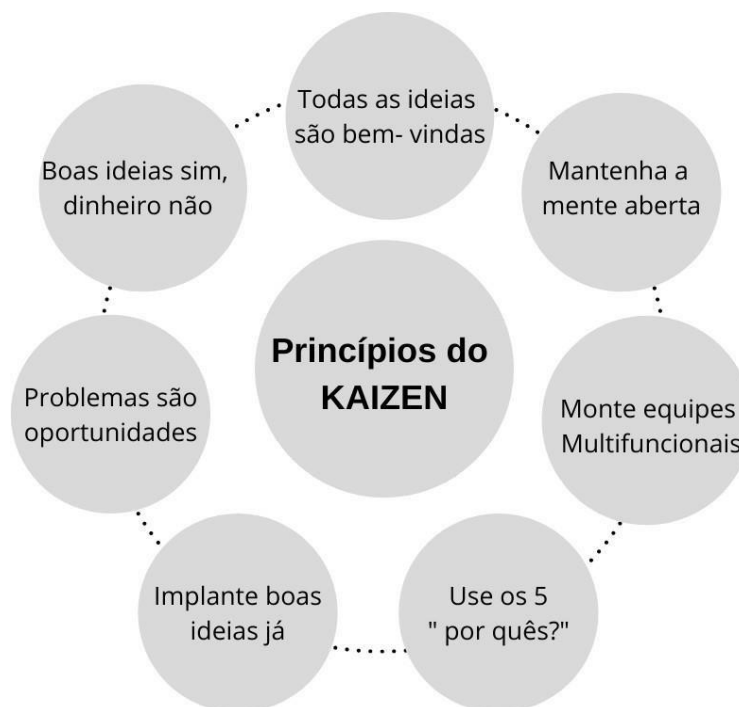 Todas as ideias
são bem- vindas
Mantenha a
mente aberta
Monte equipes
Multifuncionais
Use os 5
" por quês?"
Implante boas
ideias já
Problemas são
oportunidades
Boas ideias sim,
dinheiro não
Princípios do
KAIZEN